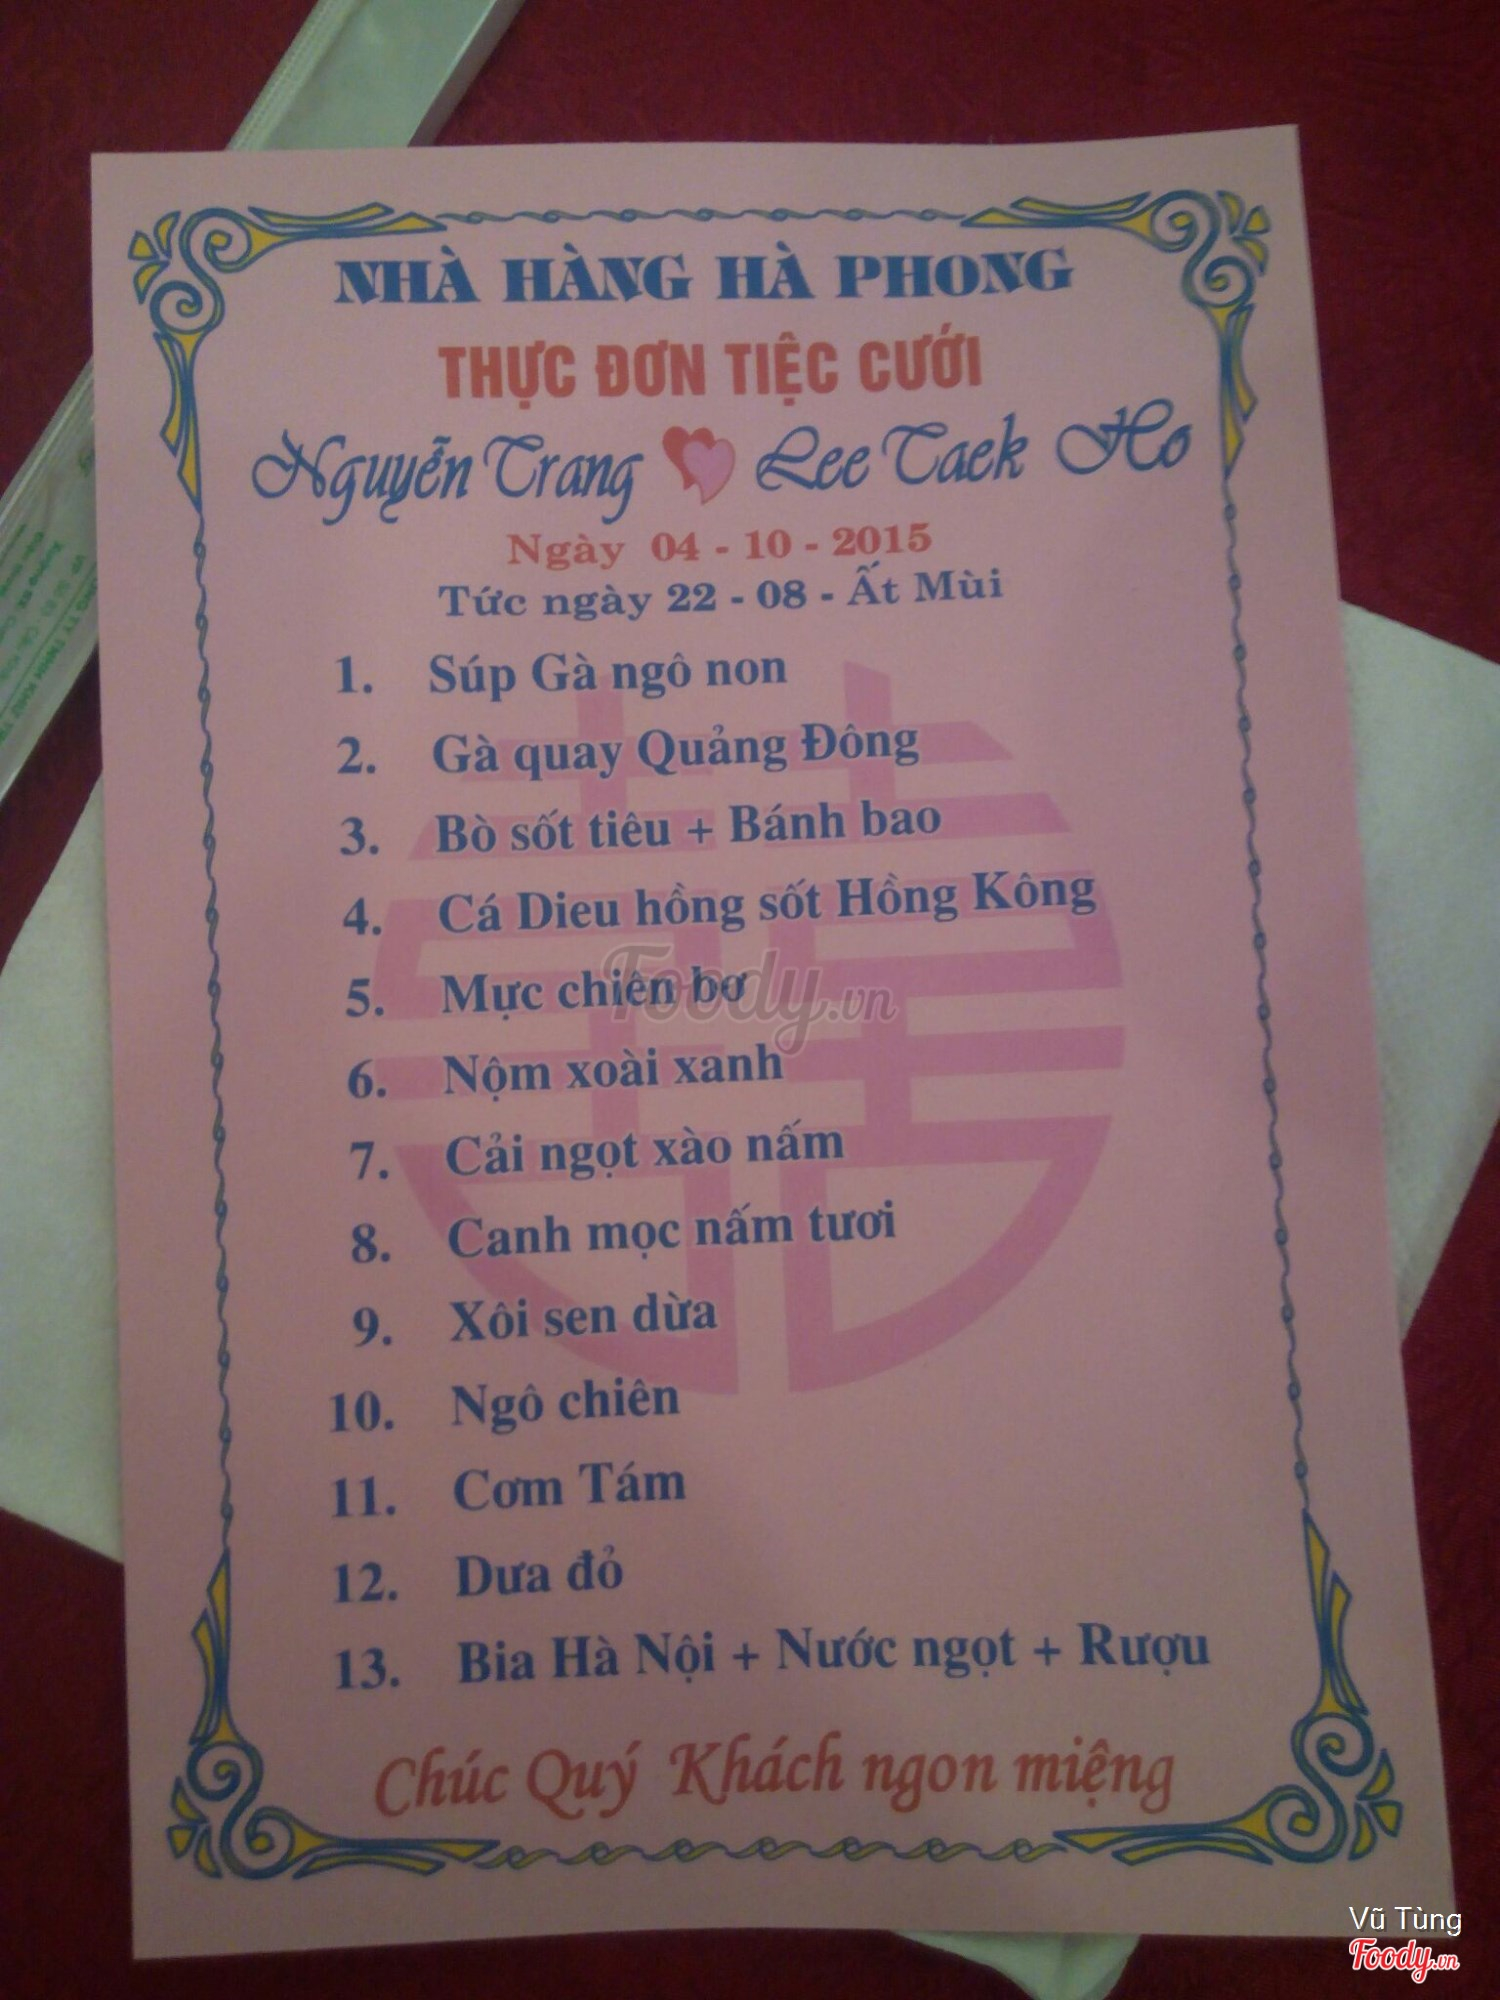 NHÀ HÀNG HÀ PHONG
THỰC ĐƠN TIỆC CƯỚI
Nguyễn Trang Lee Taek Ho
Ngày 04 - 10 - 2015
Tức ngày 22 - 08 - Ất Mùi
1. Súp Gà ngô non
2. Gà quay Quảng Đông
3. Bò sốt tiêu + Bánh bao
4. Cá Dieu hồng sốt Hồng Kông
5. Mực chiên bơ
6. Nộm xoài xanh
7. Cải ngọt xào nấm
8. Canh mọc nấm tươi
9. Xôi sen dừa
10. Ngô chiên
11. Cơm Tám
12. Dưa đỏ
13. Bia Hà Nội + Nước ngọt + Rượu
Chúc Quý Khách ngon miệng
Foody.vn
Vũ Tùng
Foody.vn